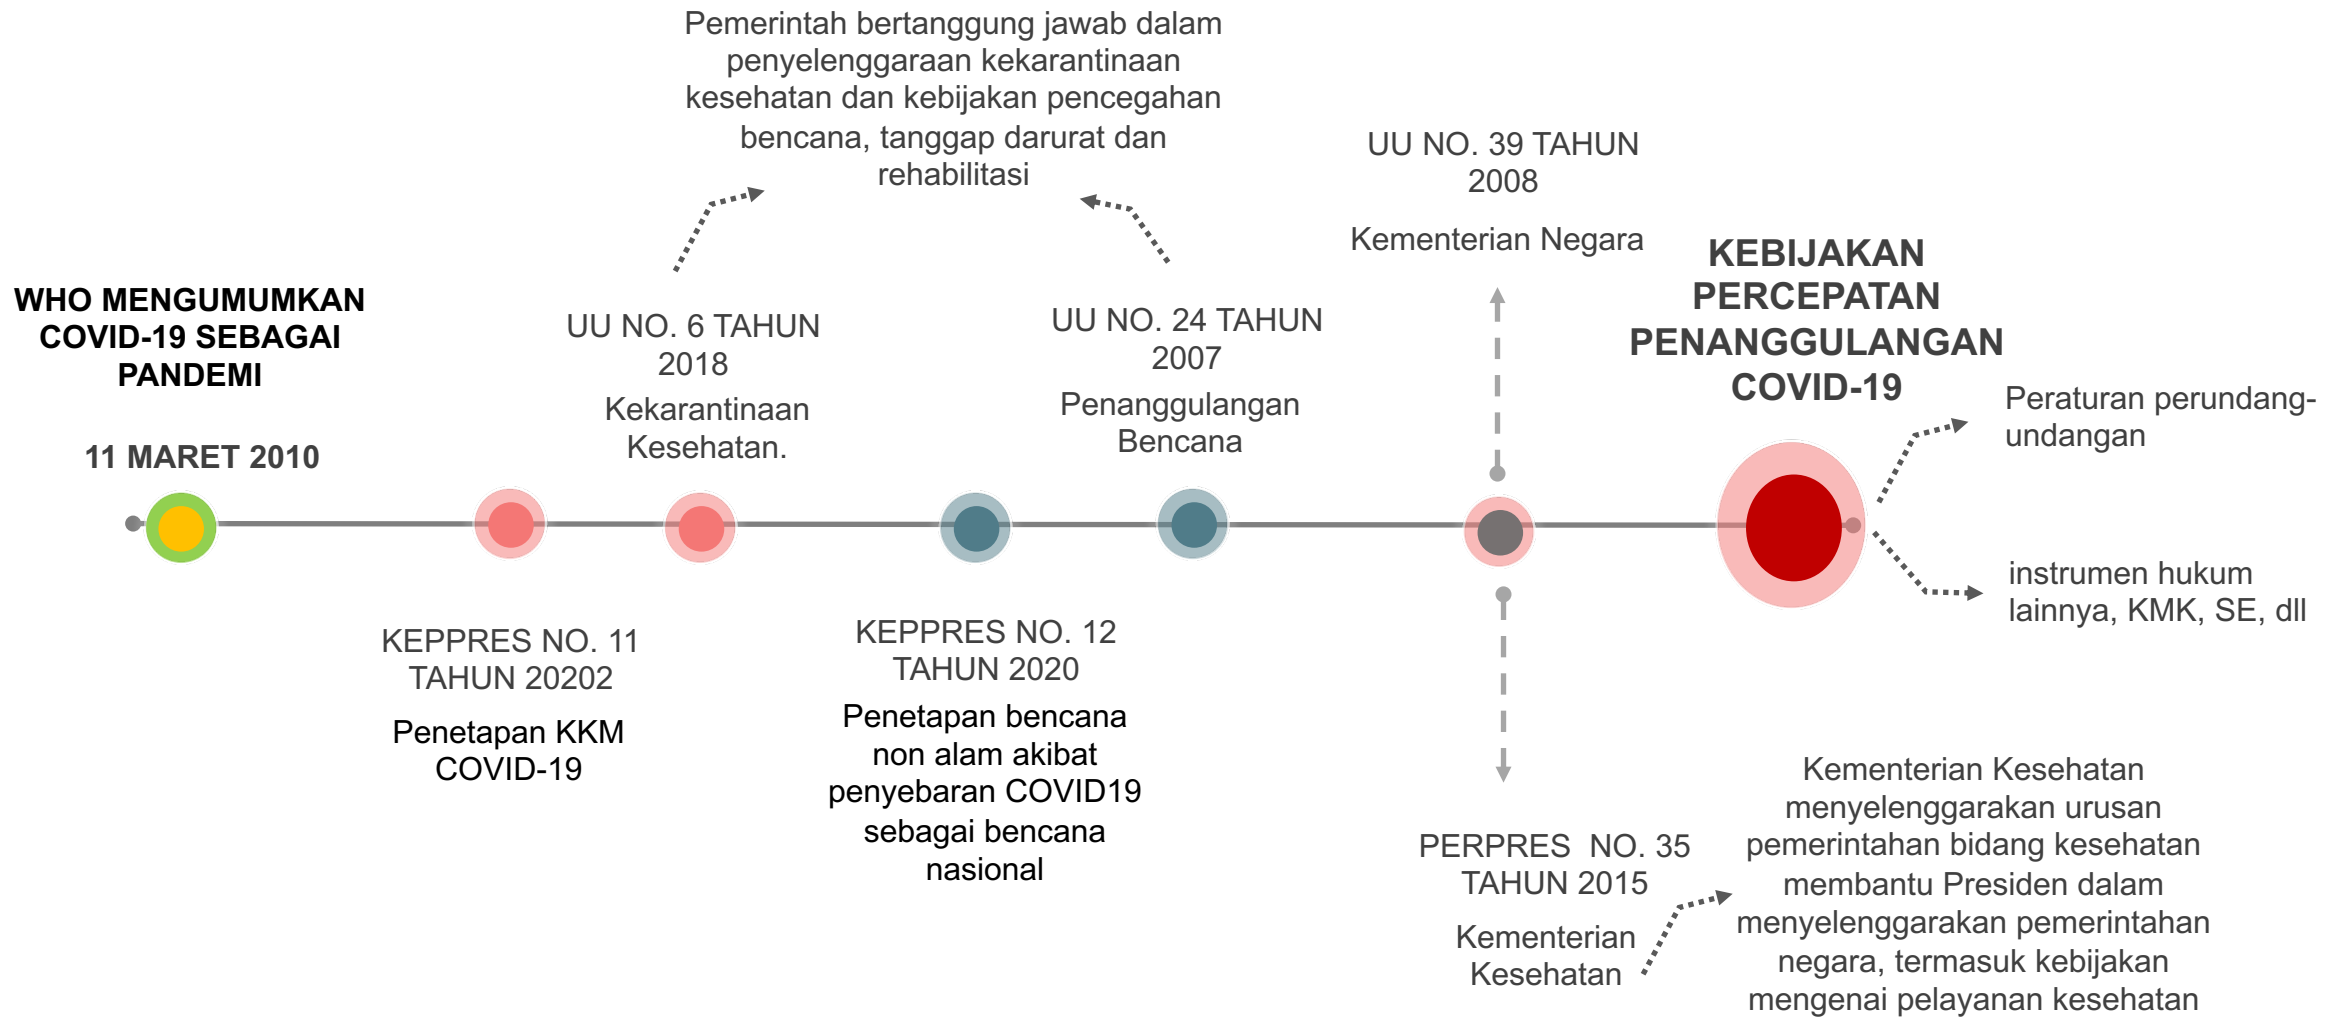 Pemerintah bertanggung jawab dalam
penyelenggaraan kekarantinaan
kesehatan dan kebijakan pencegahan
bencana, tanggap darurat dan
rehabilitasi
WHO MENGUMUMKAN
COVID-19 SEBAGAI
PANDEMI
11 MARET 2010
KEPPRES NO. 11
TAHUN 20202
Penetapan KKM
COVID-19
UU NO. 6 TAHUN
2018
Kekarantinaan
Kesehatan.
KEPPRES NO. 12
TAHUN 2020
Penetapan bencana
non alam akibat
penyebaran COVID19
sebagai bencana
nasional
UU NO. 24 TAHUN
2007
Penanggulangan
Bencana
UU NO. 39 TAHUN
2008
Kementerian Negara
PERPRES  NO. 35
TAHUN 2015
Kementerian
Kesehatan
Kementerian Kesehatan
menyelenggarakan urusan
pemerintahan bidang kesehatan
membantu Presiden dalam
menyelenggarakan pemerintahan
negara, termasuk kebijakan
mengenai pelayanan kesehatan
KEBIJAKAN
PERCEPATAN
PENANGGULANGAN
COVID-19
Peraturan perundang-
undangan
instrumen hukum
lainnya, KMK, SE, dll